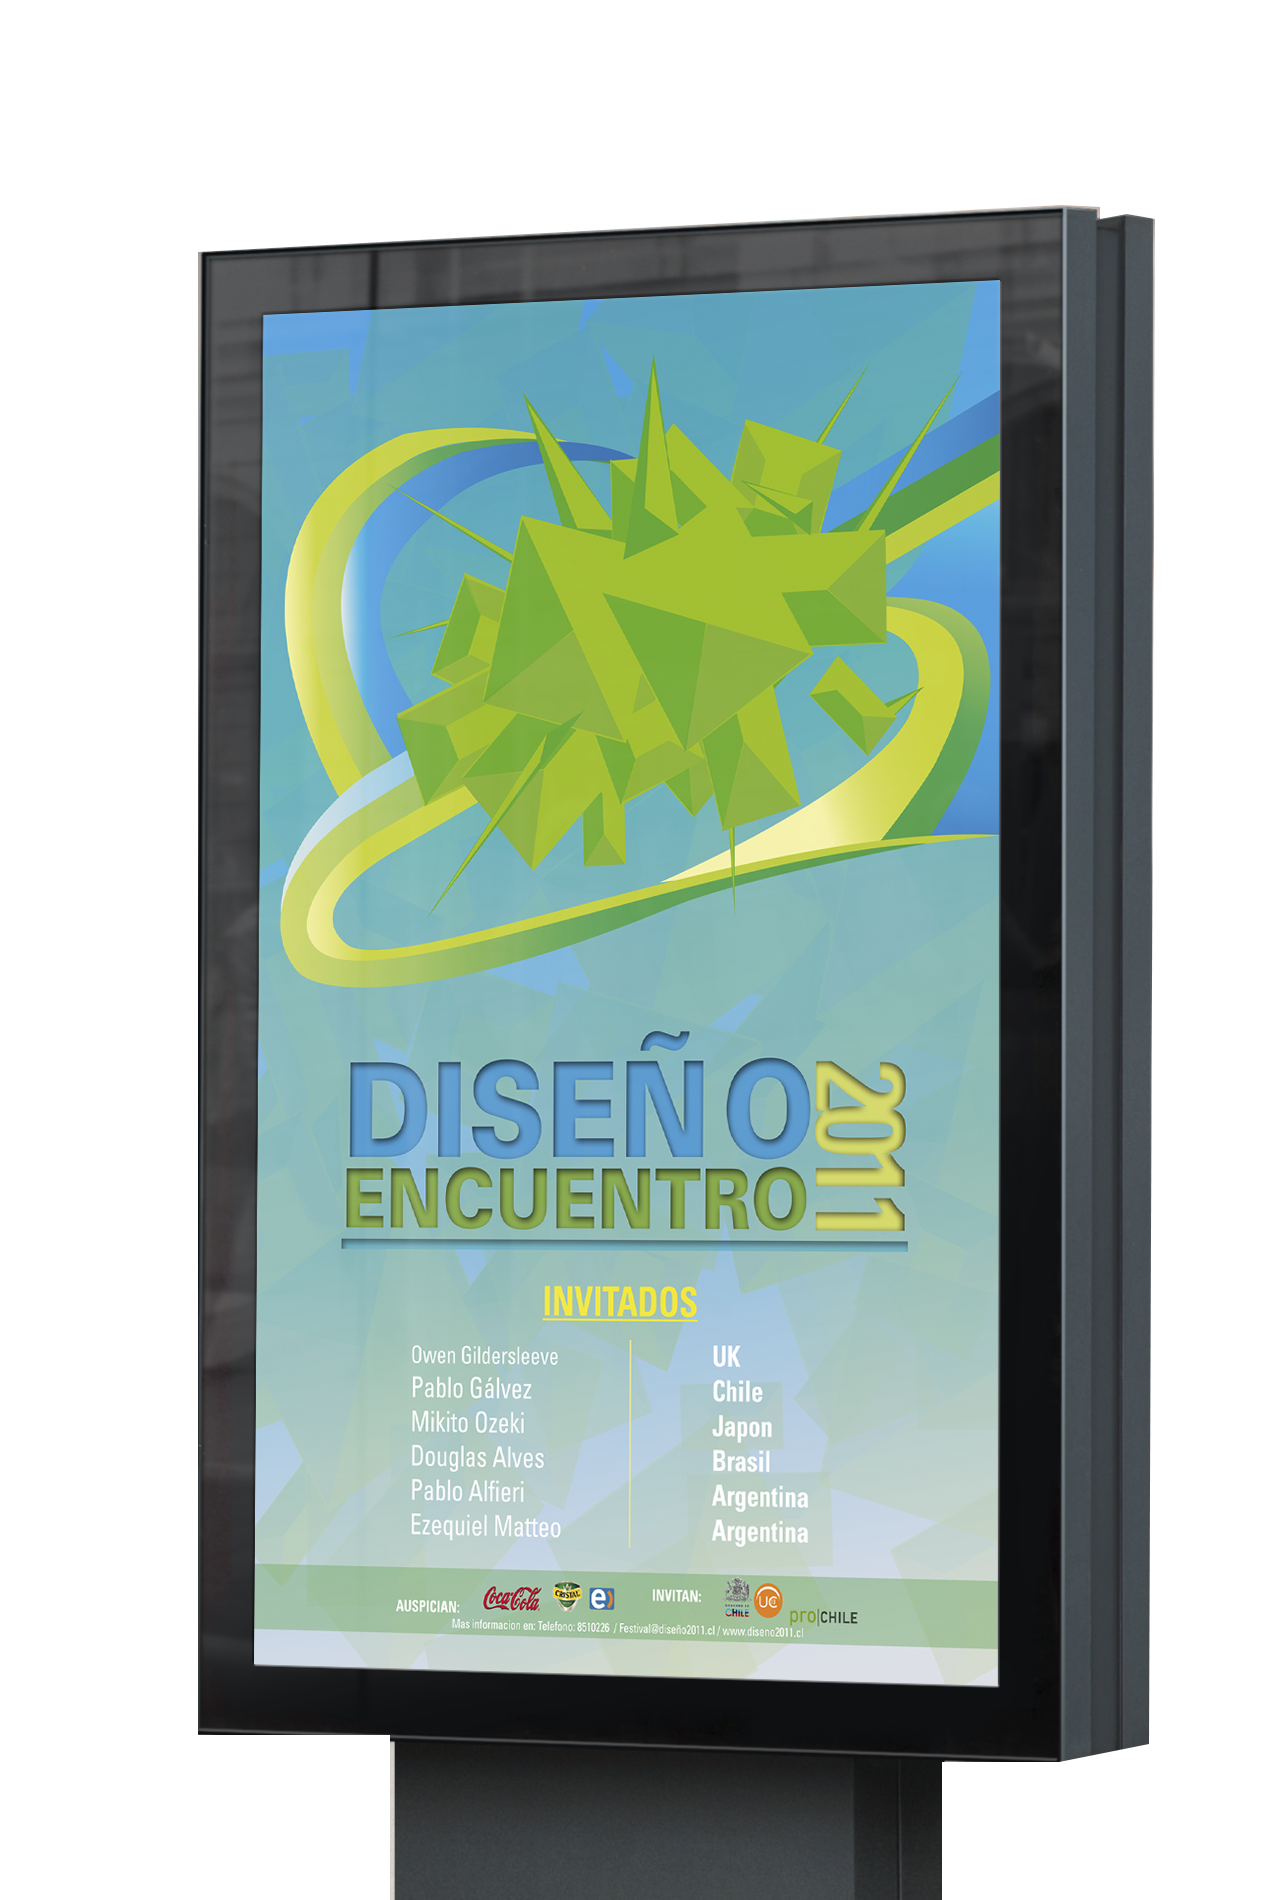 DISEÑO
ENCUENTRO
2011
INVITADOS
Owen Gildersleeve UK
Pablo Gálvez Chile
Mikito Ozeki Japon
Douglas Alves Brasil
Pablo Alfieri Argentina
Ezequiel Matteo Argentina
AUSPICIAN: Coca-Cola CRISTAL e) INVITAN: CHILE UC pro|CHILE
Mas informacion en: Telefono: 8510226 / Festival@diseño2011.cl / www.diseno2011.cl